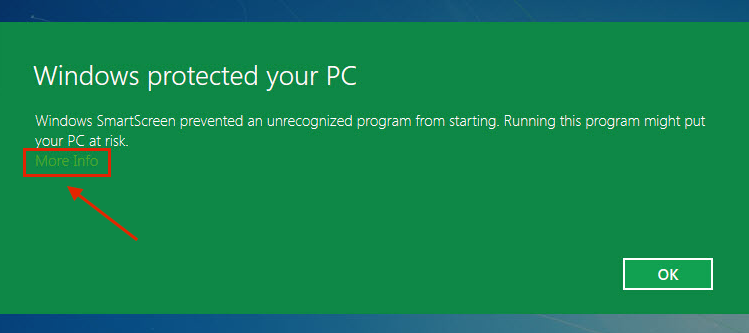 Windows protected your PC
Windows SmartScreen prevented an unrecognized program from starting. Running this program might put
your PC at risk.
More Info
OK